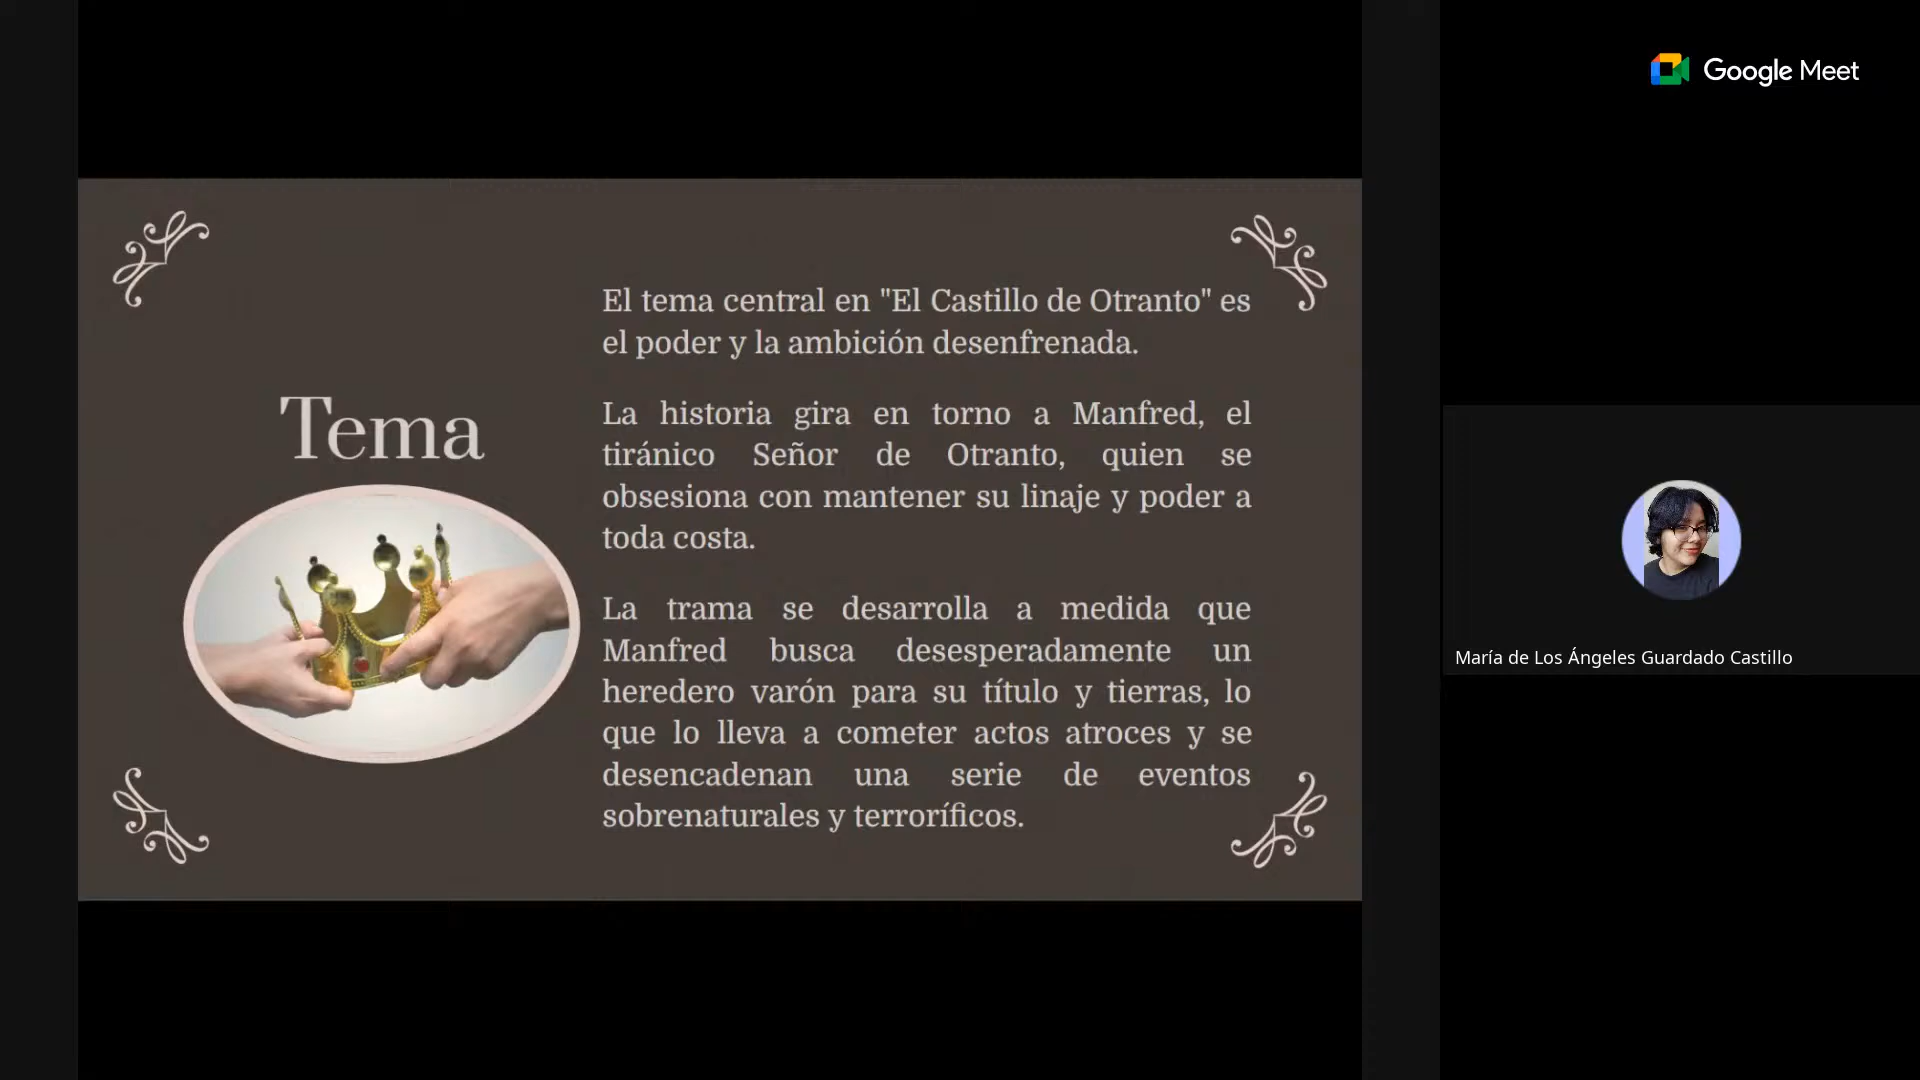 Google Meet
Tema
El tema central en "El Castillo de Otranto" es
el poder y la ambición desenfrenada.
La historia gira en torno a Manfred, el
tiránico Señor de Otranto, quien se
obsesiona con mantener su linaje y poder a
toda costa.
La trama se desarrolla a medida que
Manfred busca desesperadamente un
heredero varón para su título y tierras, lo
que lo lleva a cometer actos atroces y se
desencadenan una serie de eventos
sobrenaturales y terroríficos.
María de Los Ángeles Guardado Castillo